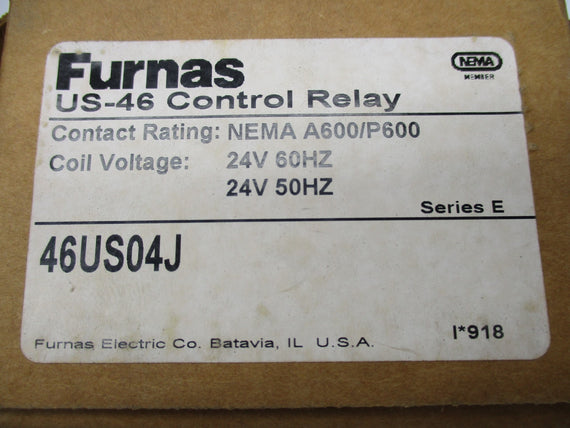 Furnas
NEMA
MEMBER
US-46 Control Relay
Contact Rating: NEMA A600/P600
Coil Voltage: 24V 60HZ
24V 50HZ
Series E
46US04J
Furnas Electric Co. Batavia, IL U.S.A.
I*918